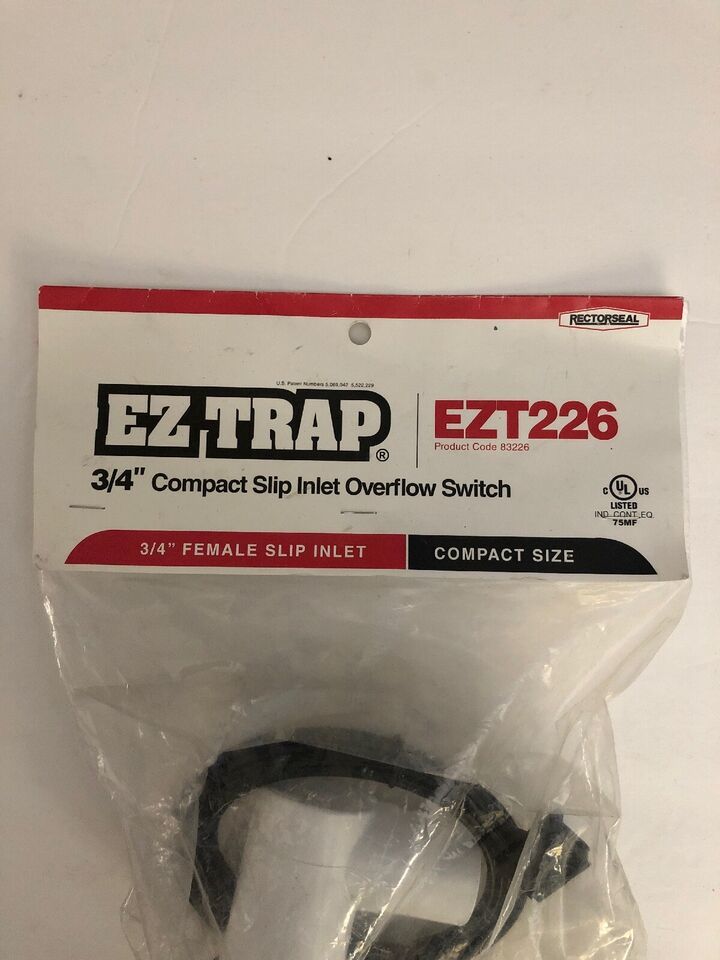 RECTORSEAL
U.S. Patent Numbers 5,069,042 5,522,229
EZ TRAP®
EZT226
Product Code 83226
3/4" Compact Slip Inlet Overflow Switch
C UL US
LISTED
IND. CONT. EQ.
75MF
3/4" FEMALE SLIP INLET
COMPACT SIZE